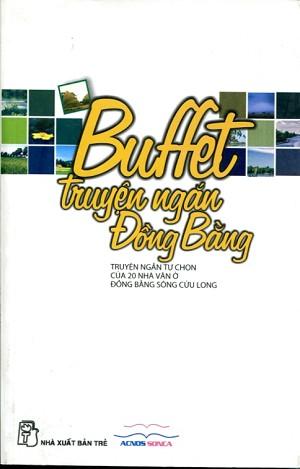 Buffet
truyện ngắn
Đồng Bằng
TRUYỆN NGẮN TỰ CHỌN
CỦA 20 NHÀ VĂN Ở
ĐỒNG BẰNG SÔNG CỬU LONG
NHÀ XUẤT BẢN TRẺ
ACNOS SONCA